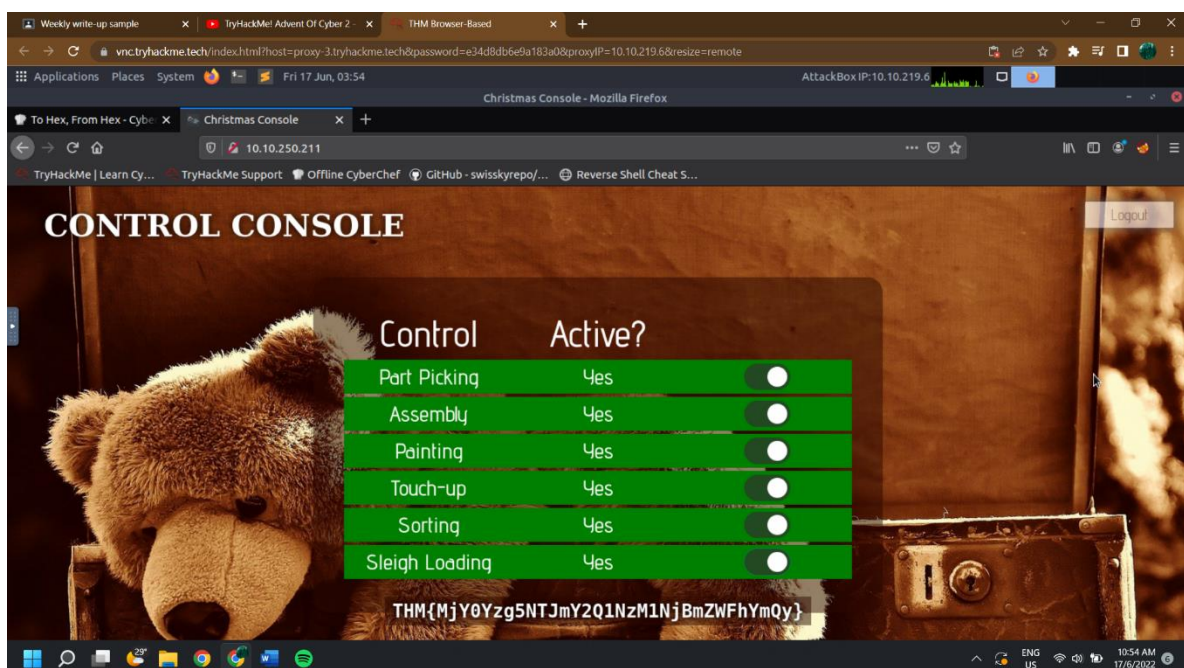 Weekly write-up sample
TryHackMe! Advent Of Cyber 2 -
THM Browser-Based
vnc.tryhackme.tech/index.html?host=proxy-3.tryhackme.tech&password=e34d8db6e9a183a0&proxyIP=10.10.219.6&resize=remote
Applications Places System Fri 17 Jun, 03:54 AttackBox IP:10.10.219.6
Christmas Console - Mozilla Firefox
To Hex, From Hex - Cybe
Christmas Console
10.10.250.211
TryHackMe | Learn Cy... TryHackMe Support Offline CyberChef GitHub - swisskyrepo/... Reverse Shell Cheat S...
CONTROL CONSOLE
Logout
Control Active?
Part Picking Yes
Assembly Yes
Painting Yes
Touch-up Yes
Sorting Yes
Sleigh Loading Yes
THM{MjY0Yzg5NTJmY2Q1NzM1NjBmZWFhYmQy}
29°
ENG
US
10:54 AM
17/6/2022
6